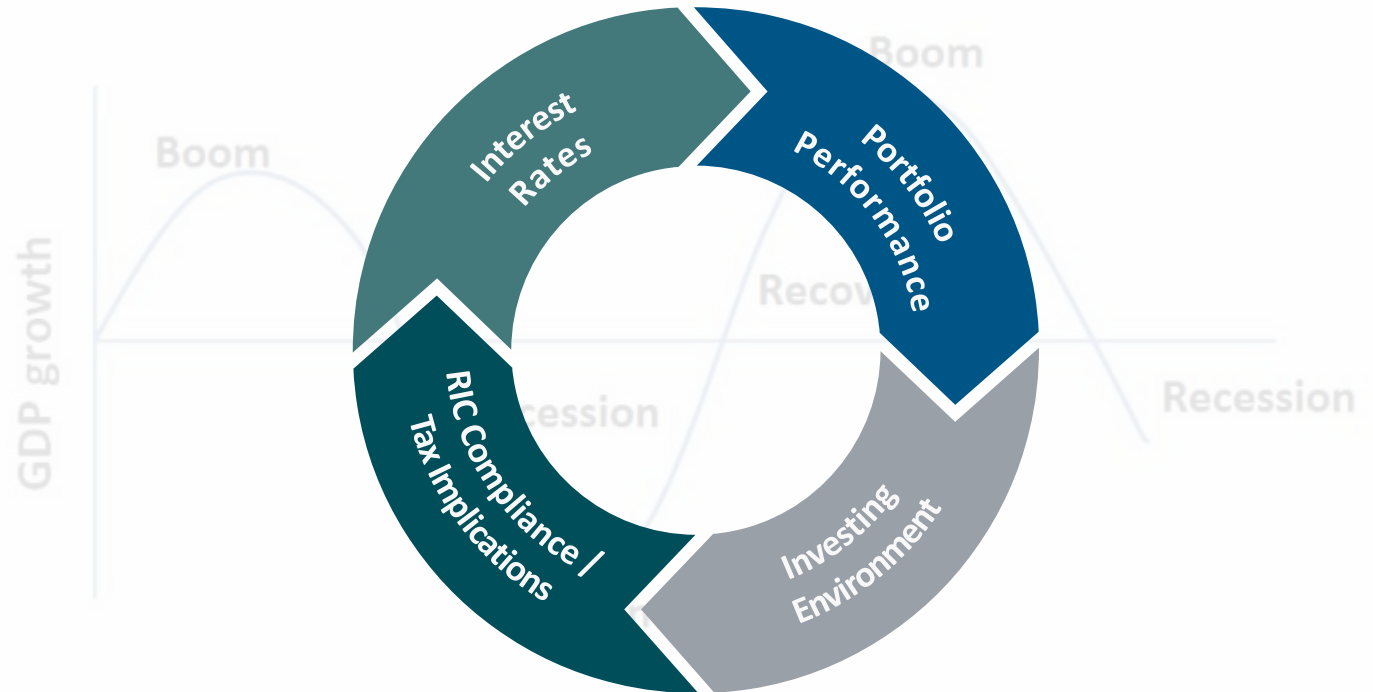 Interest
Rates
Portfolio
Performance
Investing
Environment
RIC Compliance /
Tax Implications
GDP growth
Boom
Boom
Recession